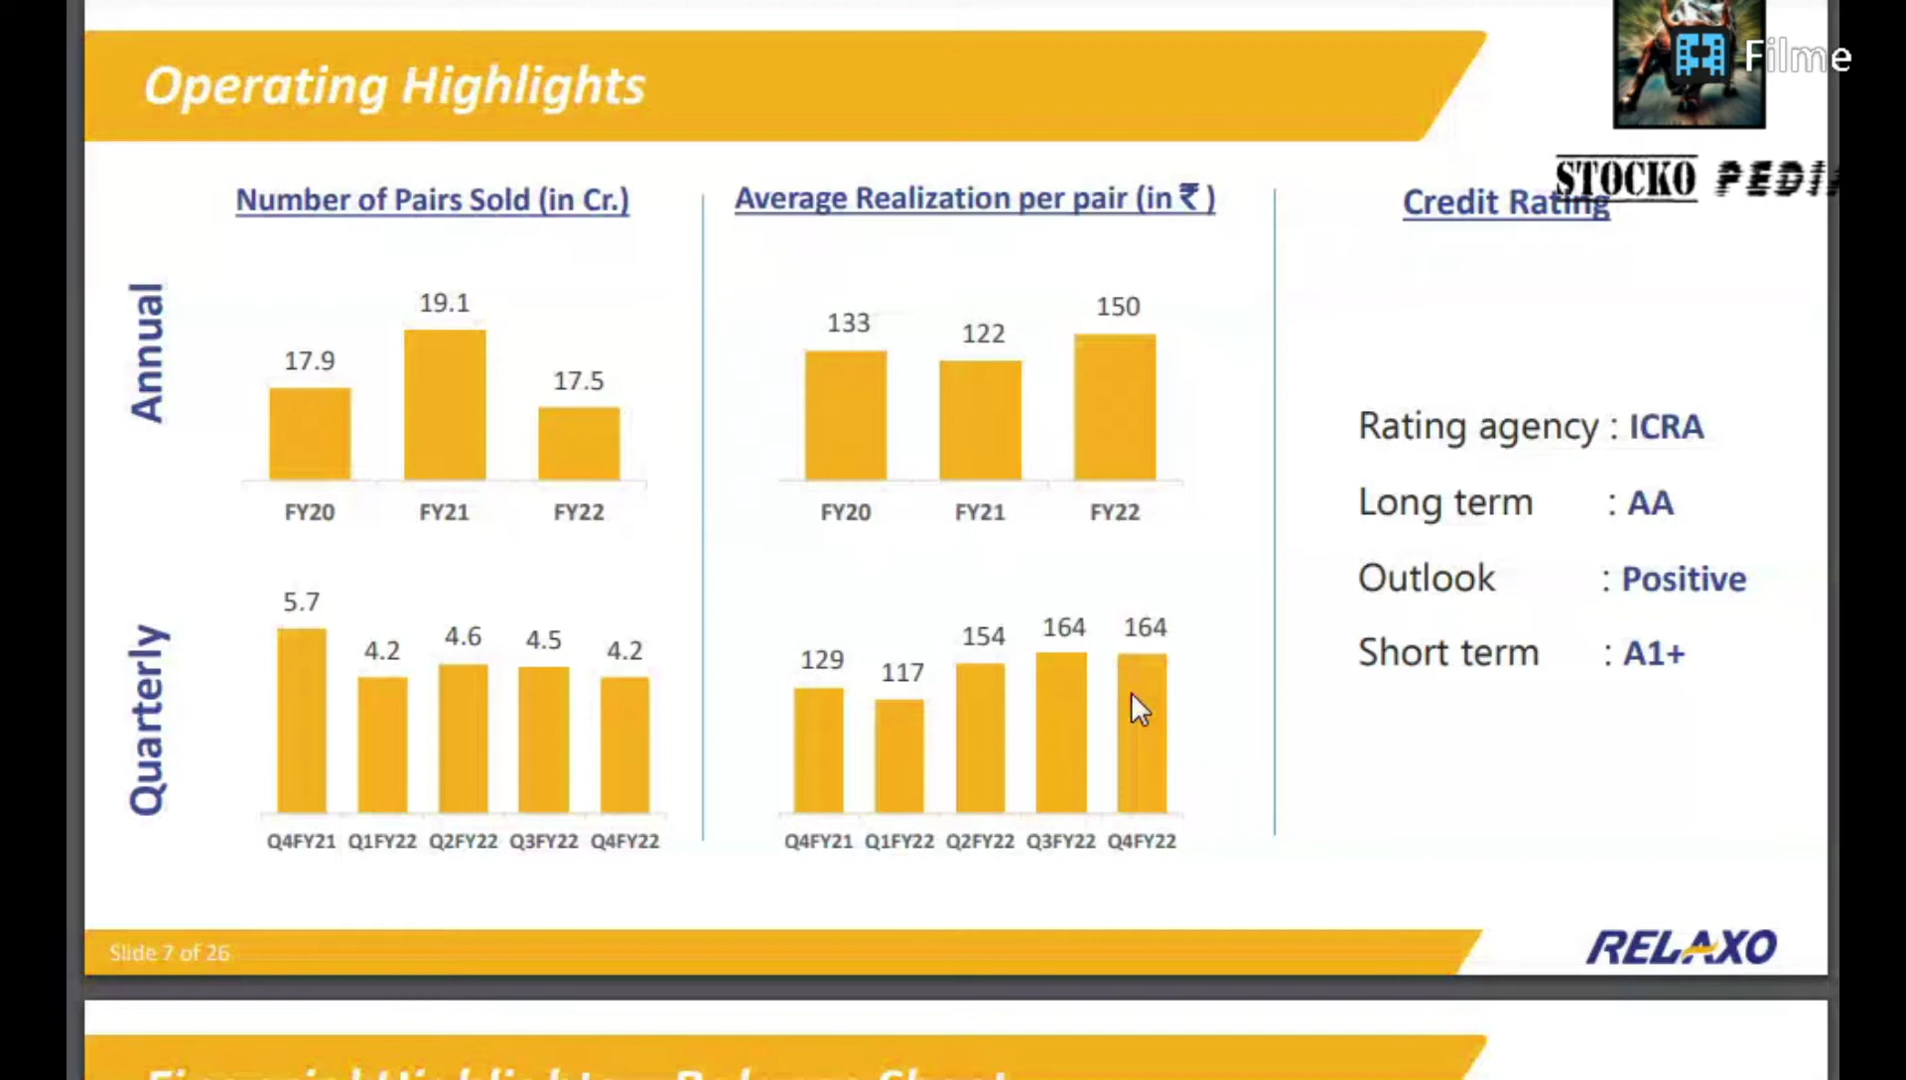 Operating Highlights
Filme
STOCKO
Number of Pairs Sold (in Cr.)
Average Realization per pair (in ₹)
Credit Rating
Annual
17.9
19.1
17.5
FY20
FY21
FY22
133
122
150
FY20
FY21
FY22
Rating agency : ICRA
Long term : AA
Outlook : Positive
Short term : A1+
Quarterly
5.7
4.2
4.6
4.5
4.2
Q4FY21 Q1FY22 Q2FY22 Q3FY22 Q4FY22
129
117
154
164
164
Q4FY21 Q1FY22 Q2FY22 Q3FY22 Q4FY22
Slide 7 of 26
RELAXO